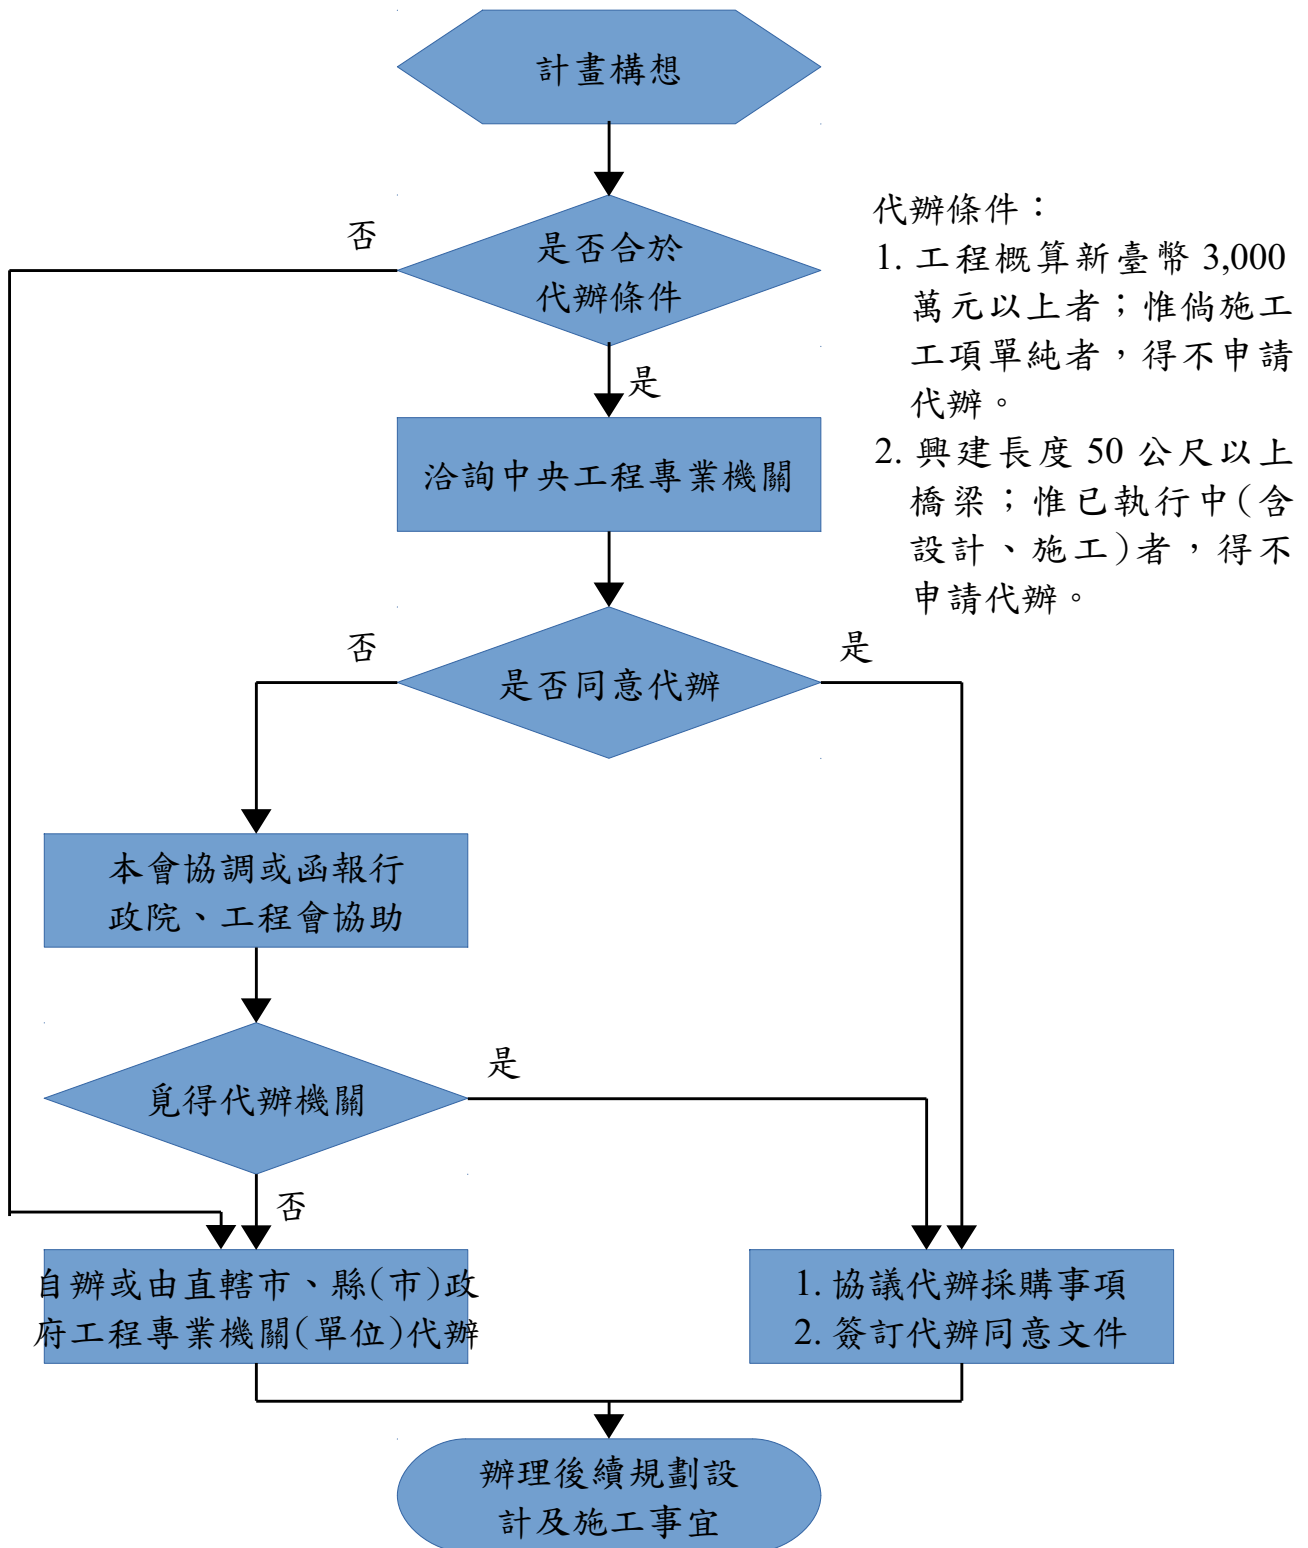 計畫構想
否
是否合於
代辦條件
是
代辦條件：
1. 工程概算新臺幣 3,000
萬元以上者；惟倘施工
工項單純者，得不申請
代辦。
2. 興建長度 50 公尺以上
橋梁；惟已執行中(含
設計、施工)者，得不
申請代辦。
洽詢中央工程專業機關
否
是否同意代辦
是
本會協調或函報行
政院、工程會協助
覓得代辦機關
是
否
自辦或由直轄市、縣(市)政
府工程專業機關(單位)代辦
1. 協議代辦採購事項
2. 簽訂代辦同意文件
辦理後續規劃設
計及施工事宜